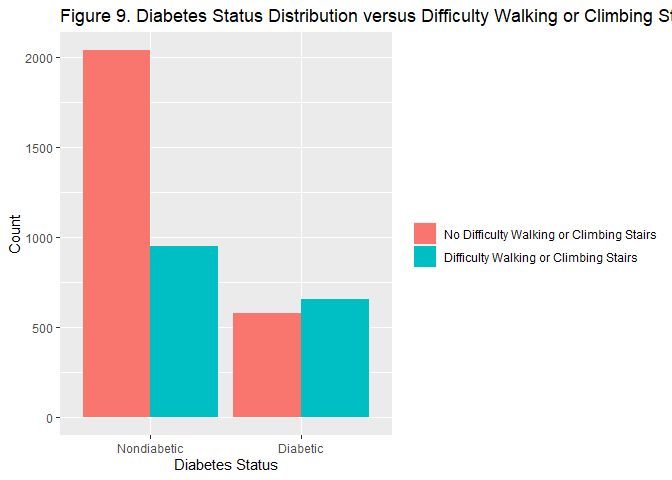 Figure 9. Diabetes Status Distribution versus Difficulty Walking or Climbing
2000
1500
1000
500
0
Count
Nondiabetic Diabetic
Diabetes Status
No Difficulty Walking or Climbing Stairs
Difficulty Walking or Climbing Stairs